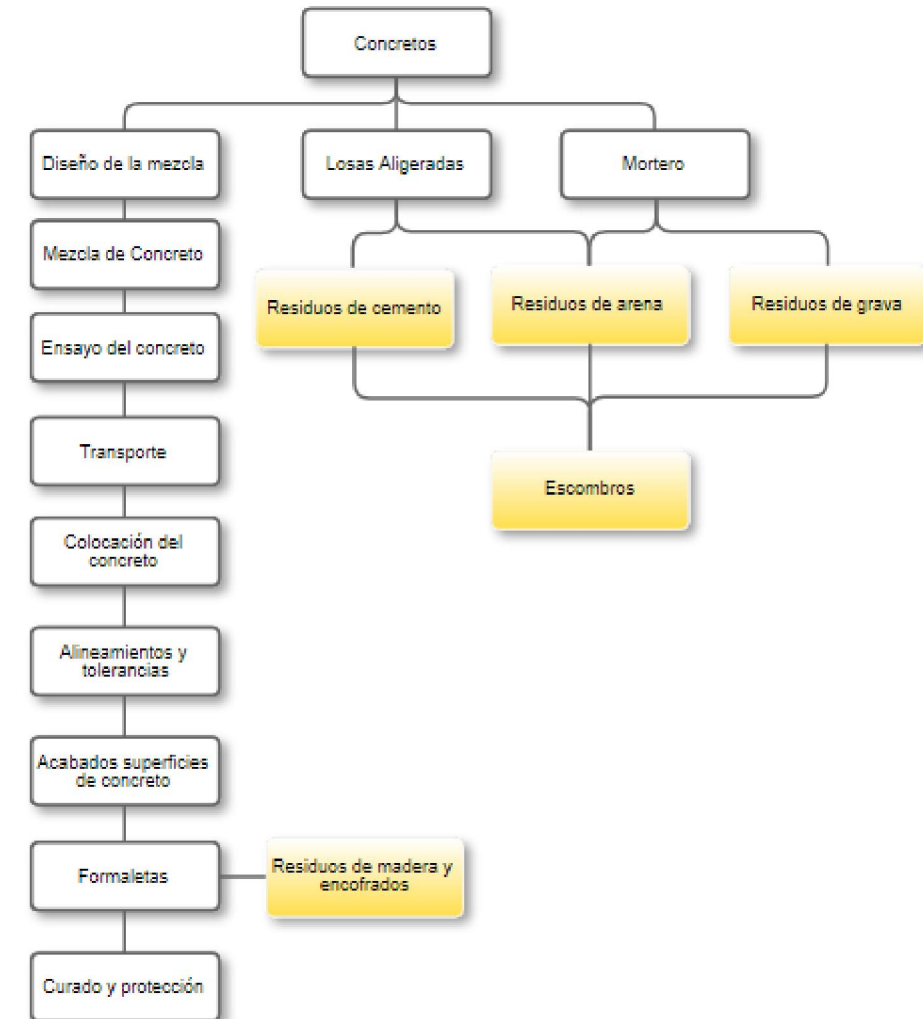 Concretos
Diseño de la mezcla
Losas Aligeradas
Mortero
Mezcla de Concreto
Residuos de cemento
Residuos de arena
Residuos de grava
Ensayo del concreto
Transporte
Escombros
Colocación del
concreto
Alineamientos y
tolerancias
Acabados superficies
de concreto
Formaletas
Residuos de madera y
encofrados
Curado y protección